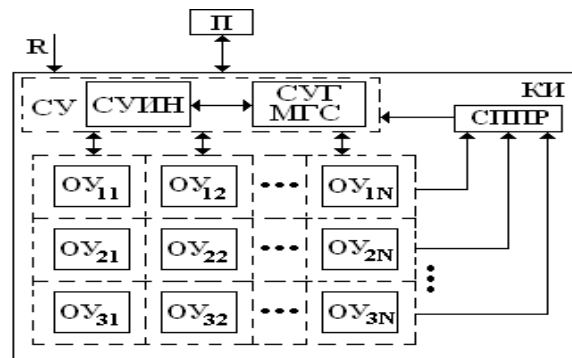 П
R
КИ
СУ СУИН СУГ МГС СППР
ОУ11 ОУ12 ••• ОУ1N
ОУ21 ОУ22 ••• ОУ2N
ОУ31 ОУ32 ••• ОУ3N